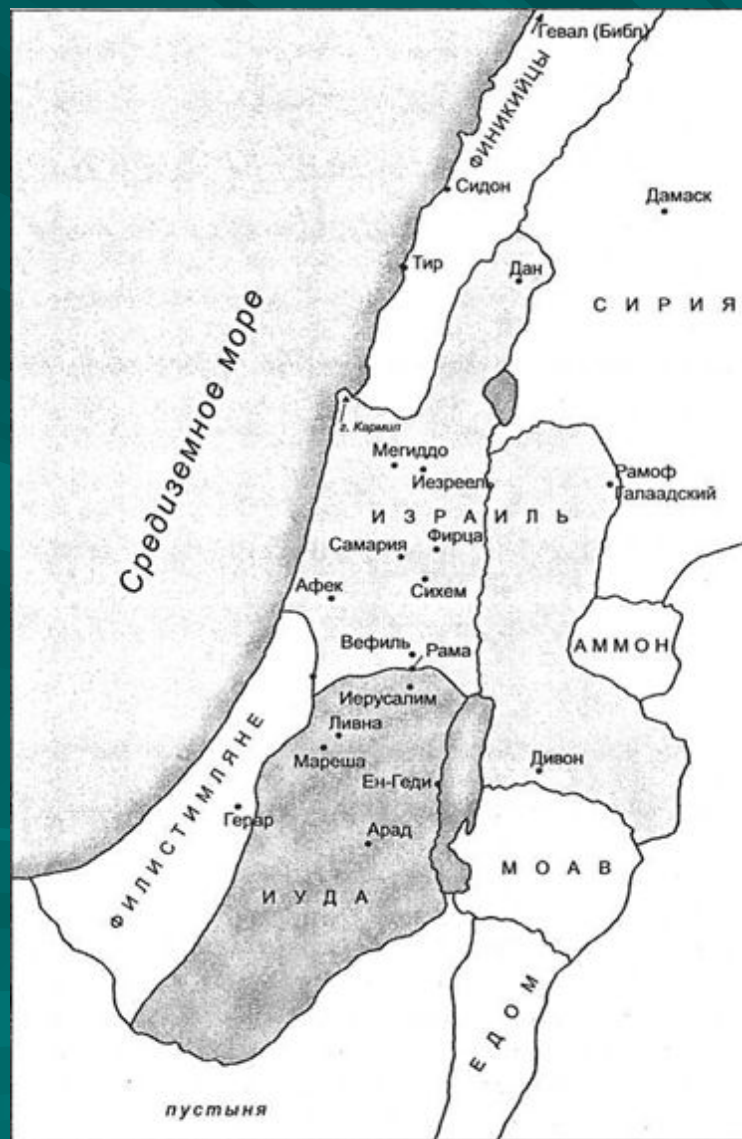 Гевал (Библ)
ФИНИКИЙЦЫ
Сидон
Дамаск
Тир
Дан
СИРИЯ
Средиземное море
г. Кармил
Мегиддо
Иезреель
Рамоф
Галаадский
ИЗРАИЛЬ
Самария
Фирца
Афек
Сихем
АММОН
Вефиль
Рама
Иерусалим
Ливна
Мареша
Ен-Геди
Дивон
ФИЛИСТИМЛЯНЕ
Герар
Арад
МОАВ
ИУДА
ЕДОМ
пустыня